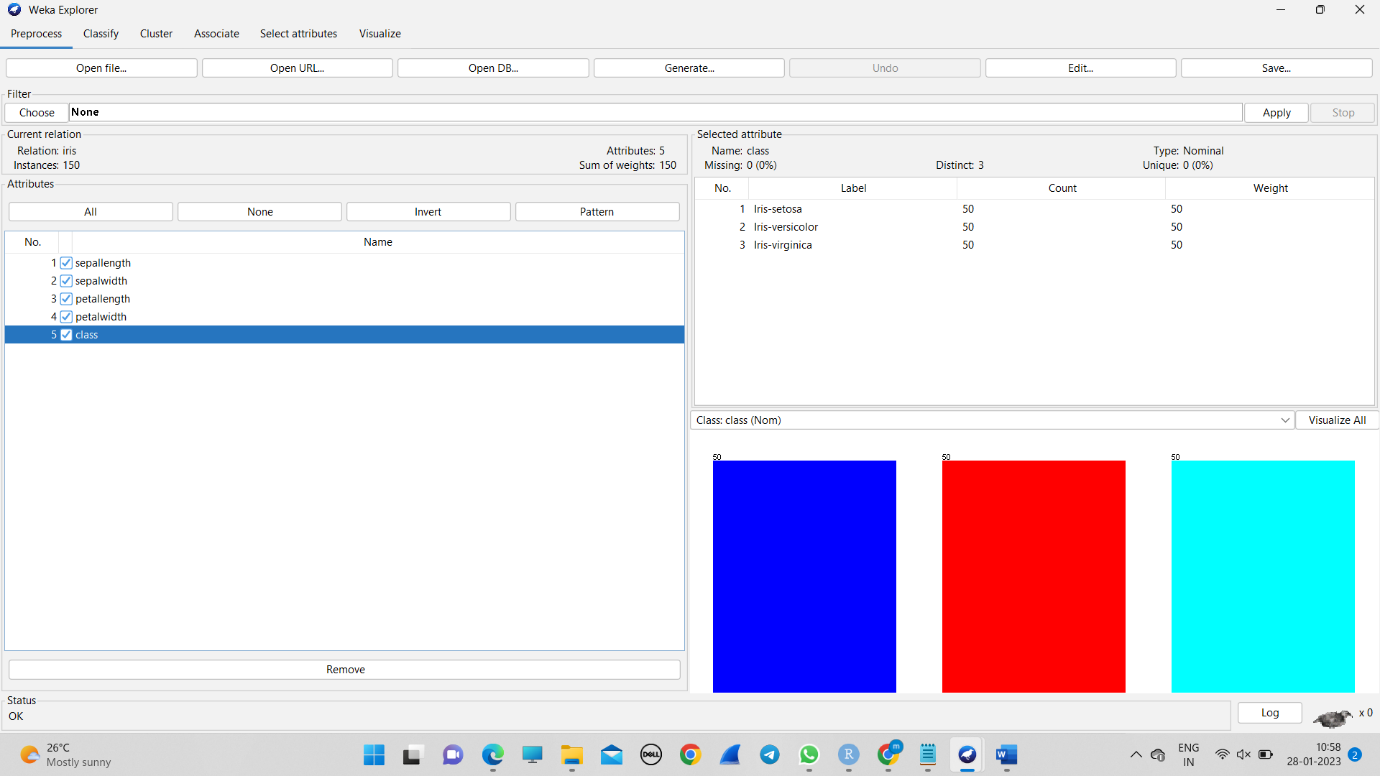 Weka Explorer
Preprocess Classify Cluster Associate Select attributes Visualize
Open file... Open URL... Open DB... Generate... Undo Edit... Save...
Filter
Choose None Apply Stop
Current relation
Relation: iris Attributes: 5
Instances: 150 Sum of weights: 150
Attributes
All None Invert Pattern
No. Name
1 sepallength
2 sepalwidth
3 petallength
4 petalwidth
5 class
Remove
Selected attribute
Name: class Type: Nominal
Missing: 0 (0%) Distinct: 3 Unique: 0 (0%)
No. Label Count Weight
1 Iris-setosa 50 50
2 Iris-versicolor 50 50
3 Iris-virginica 50 50
Class: class (Nom) Visualize All
50 50 50
Status
OK
Log x 0
26°C
Mostly sunny
DELL
R
m
W
ENG
IN
10:58
28-01-2023
2